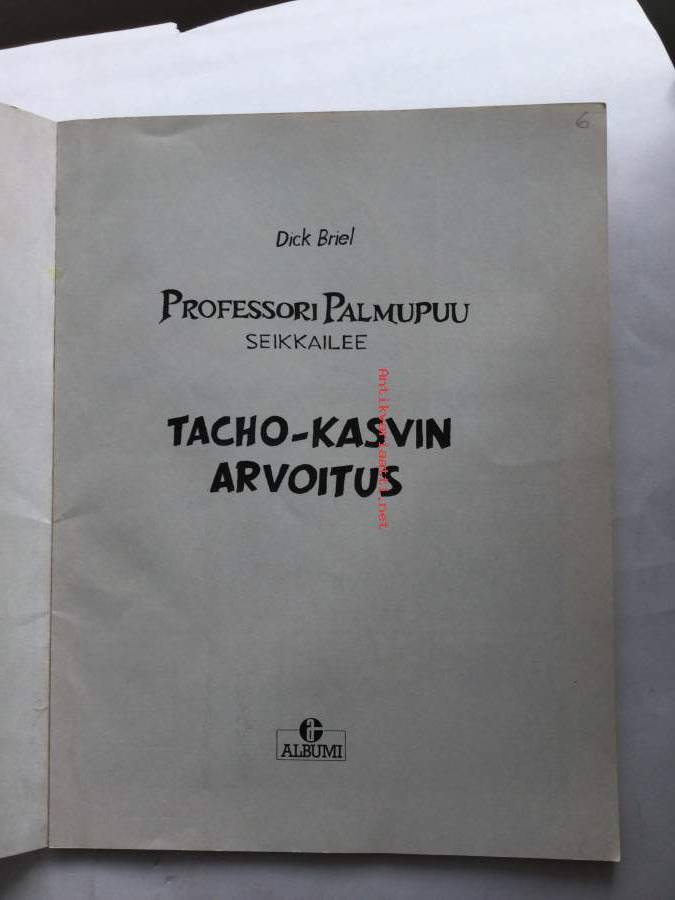 6
Dick Briel
PROFESSORI PALMUPUU
SEIKKAILEE
TACHO-KASVIN
ARVOITUS
Antikvariaatti.net
a
ALBUMI